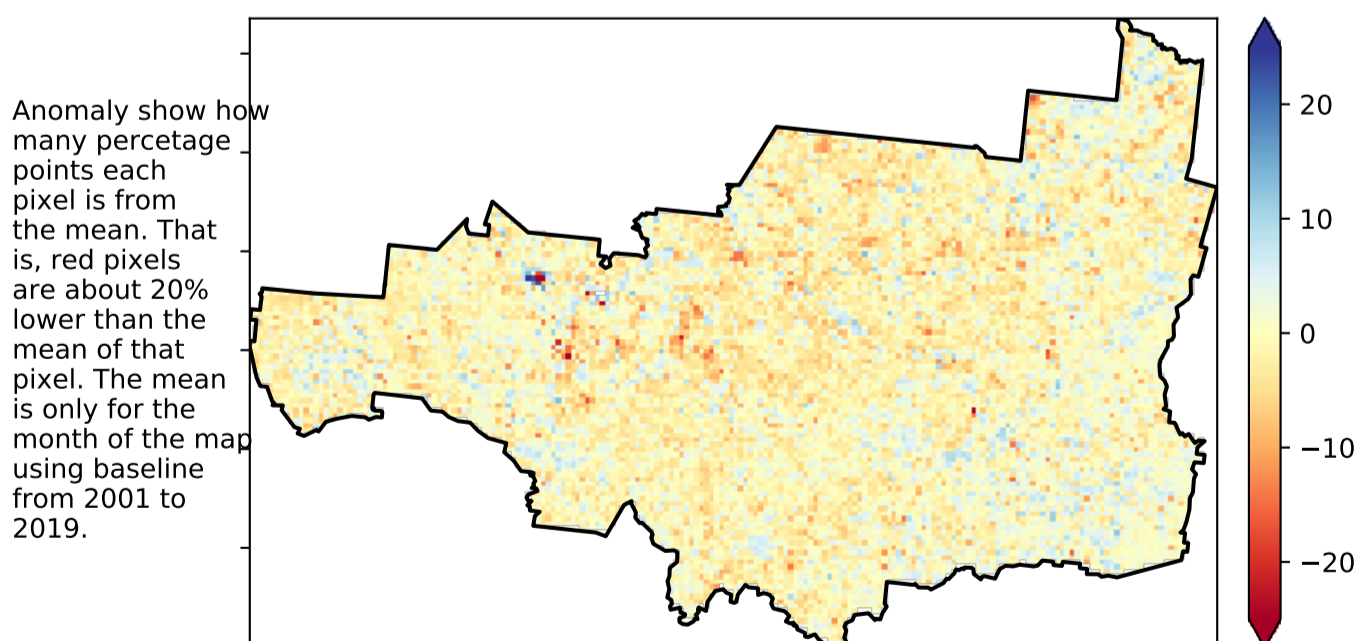 Anomaly show how
many percetage
points each
pixel is from
the mean. That
is, red pixels
are about 20%
lower than the
mean of that
pixel. The mean
is only for the
month of the map
using baseline
from 2001 to
2019.
20
10
0
−10
−20